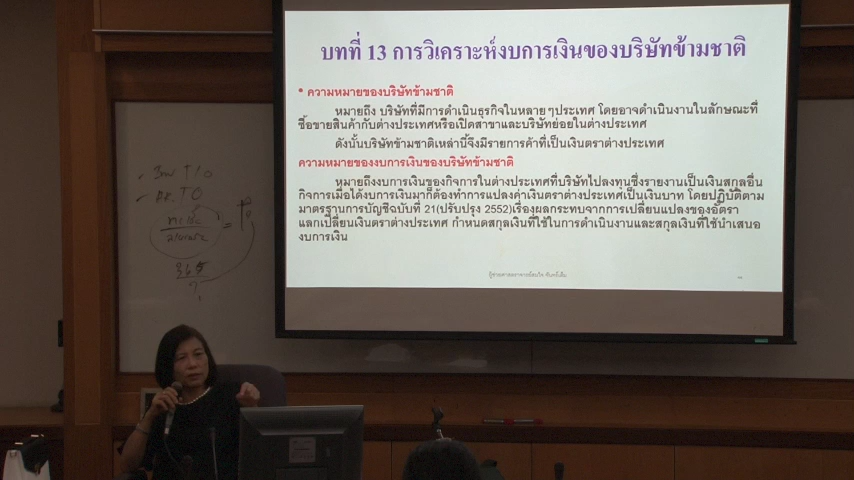 บทที่ 13 การวิเคราะห์งบการเงินของบริษัทข้ามชาติ
• ความหมายของบริษัทข้ามชาติ
หมายถึง บริษัทที่มีการดำเนินธุรกิจในหลายๆประเทศ โดยอาจดำเนินงานในลักษณะที่
ซื้อขายสินค้ากับต่างประเทศหรือเปิดสาขาและบริษัทย่อยในต่างประเทศ
ดังนั้นบริษัทข้ามชาติเหล่านี้จึงมีรายการค้าที่เป็นเงินตราต่างประเทศ
ความหมายของงบการเงินของบริษัทข้ามชาติ
หมายถึงงบการเงินของกิจการในต่างประเทศที่บริษัทไปลงทุนซึ่งรายงานเป็นเงินสกุลอื่น
กิจการเมื่อได้งบการเงินมาก็ต้องทำการแปลงค่าเงินตราต่างประเทศเป็นเงินบาท โดยปฏิบัติตาม
มาตรฐานการบัญชีฉบับที่ 21(ปรับปรุง 2552)เรื่องผลกระทบจากการเปลี่ยนแปลงของอัตรา
แลกเปลี่ยนเงินตราต่างประเทศ กำหนดสกุลเงินที่ใช้ในการดำเนินงานและสกุลเงินที่ใช้นำเสนอ
งบการเงิน
Inv T/O
AR. TO
365
?